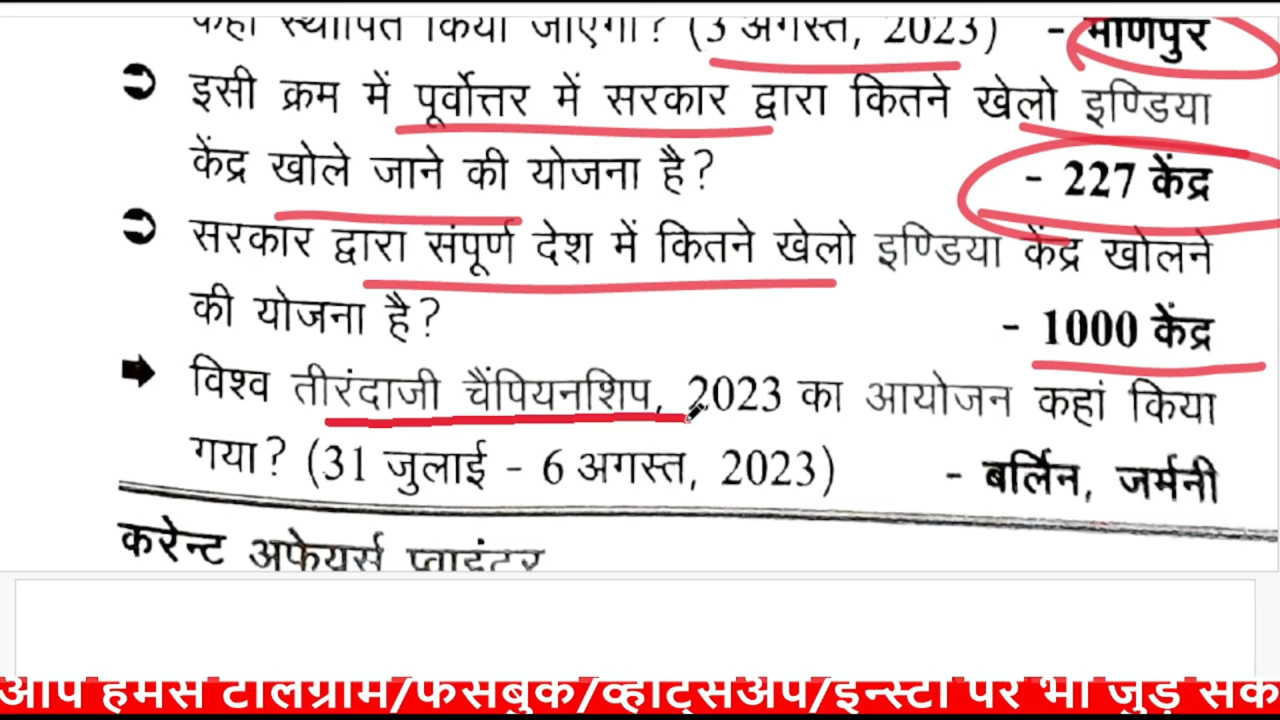 कहाँ स्थापित किया जाएगा? (3 अगस्त, 2023) - मणिपुर
इसी क्रम में पूर्वोत्तर में सरकार द्वारा कितने खेलो इण्डिया
केंद्र खोले जाने की योजना है? - 227 केंद्र
सरकार द्वारा संपूर्ण देश में कितने खेलो इण्डिया केंद्र खोलने
की योजना है? - 1000 केंद्र
विश्व तीरंदाजी चैंपियनशिप, 2023 का आयोजन कहां किया
गया? (31 जुलाई - 6 अगस्त, 2023) - बर्लिन, जर्मनी
करेन्ट अफेयर्स प्वाइंटर
आप हमसे टेलिग्राम/फेसबुक/व्हाट्सअप/इन्स्टा पर भी जुड़ सक